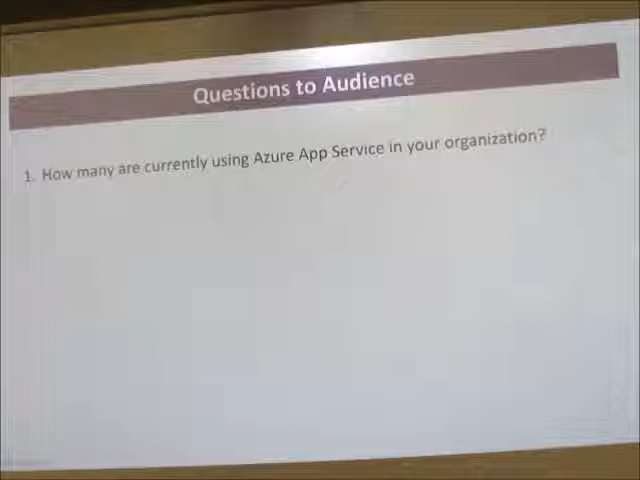 Questions to Audience
1. How many are currently using Azure App Service in your organization?